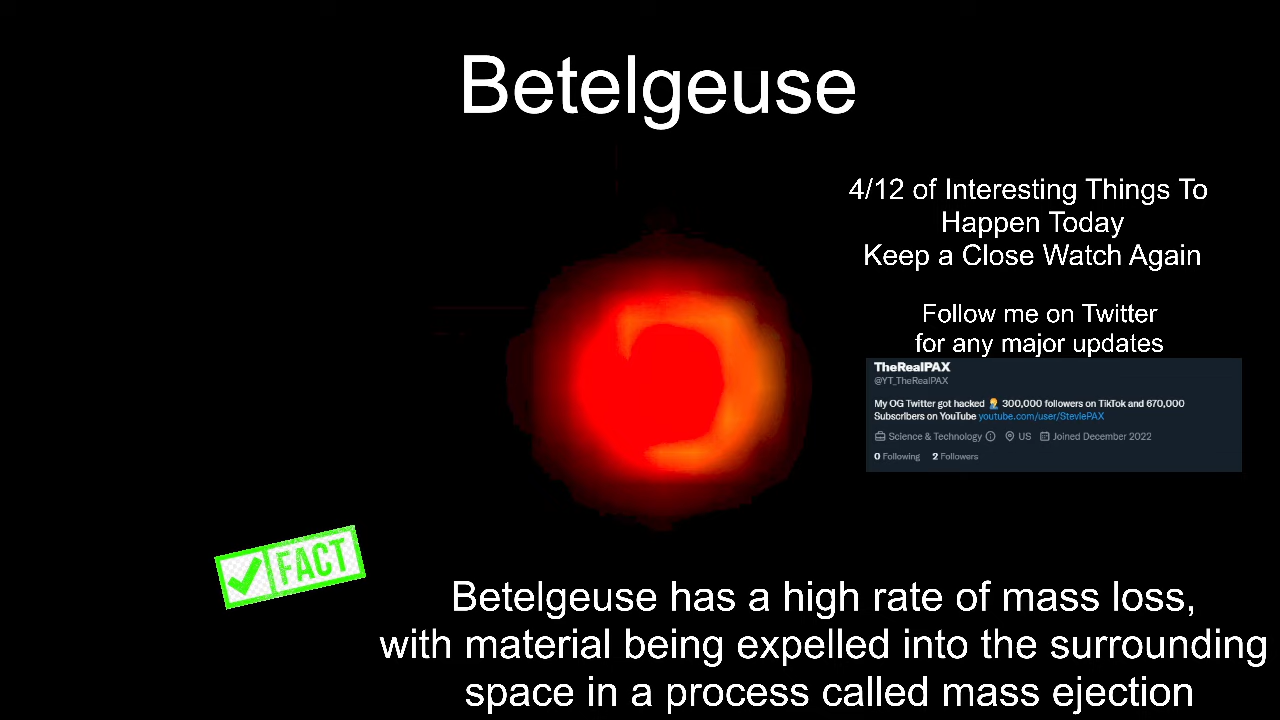 Betelgeuse
4/12 of Interesting Things To
Happen Today
Keep a Close Watch Again
Follow me on Twitter
for any major updates
TheRealPAX
@YT_TheRealPAX
My OG Twitter got hacked 🤦 300,000 followers on TikTok and 670,000
Subscribers on YouTube youtube.com/user/SteviePAX
Science & Technology US Joined December 2022
0 Following 2 Followers
FACT
Betelgeuse has a high rate of mass loss,
with material being expelled into the surrounding
space in a process called mass ejection